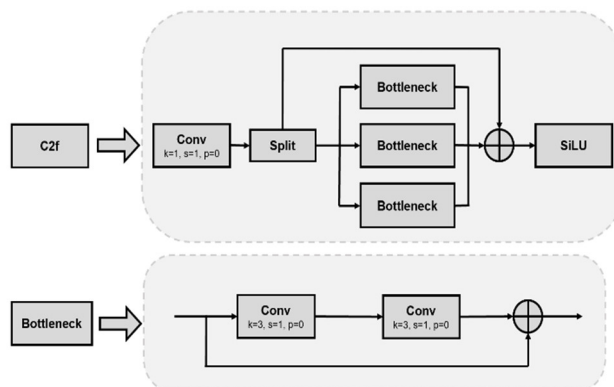 Bottleneck
C2f
Conv
k=1, s=1, p=0
Split
Bottleneck
SiLU
Bottleneck
Bottleneck
Conv
k=3, s=1, p=0
Conv
k=3, s=1, p=0